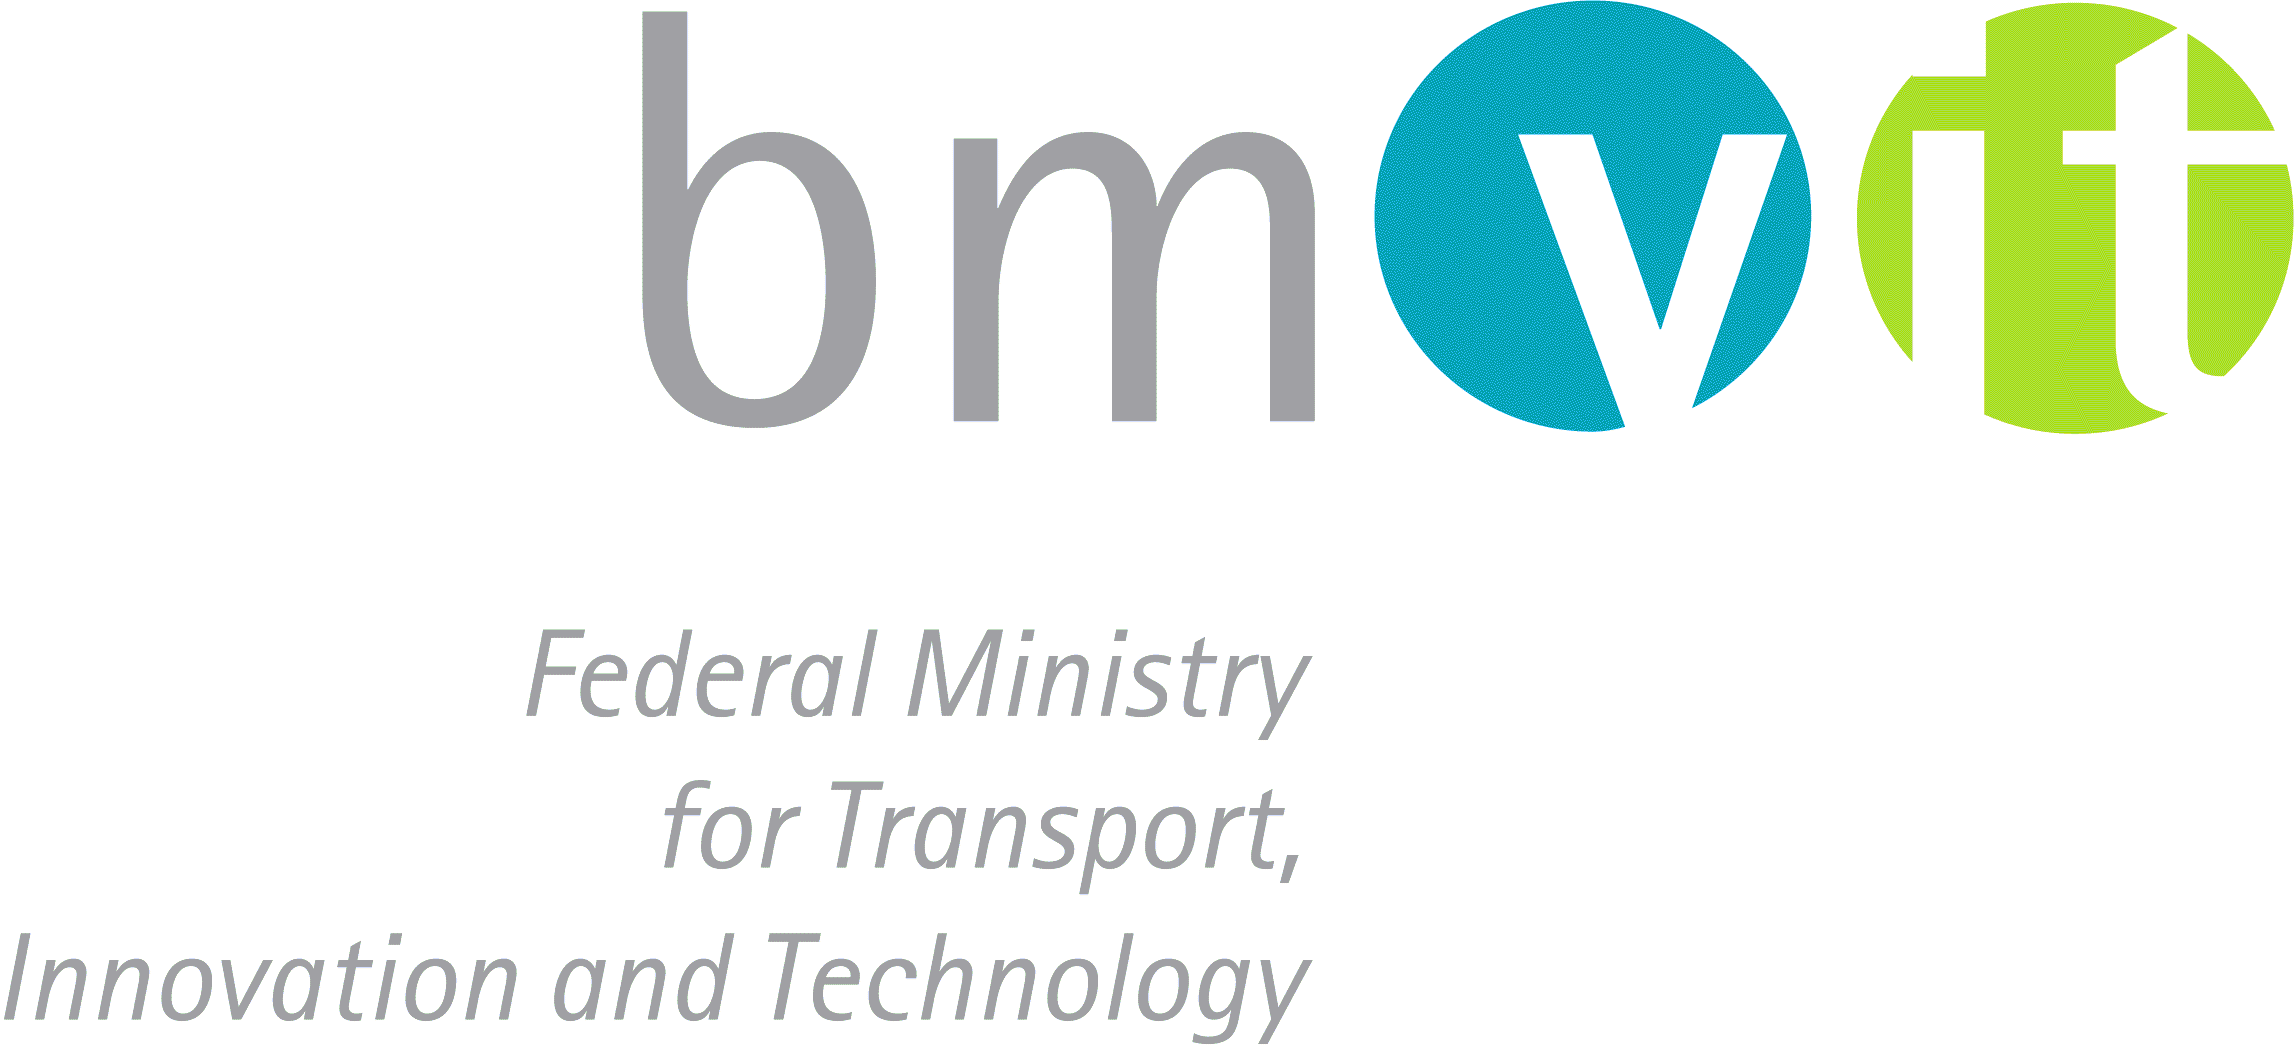 bmvit
Federal Ministry
for Transport,
Innovation and Technology